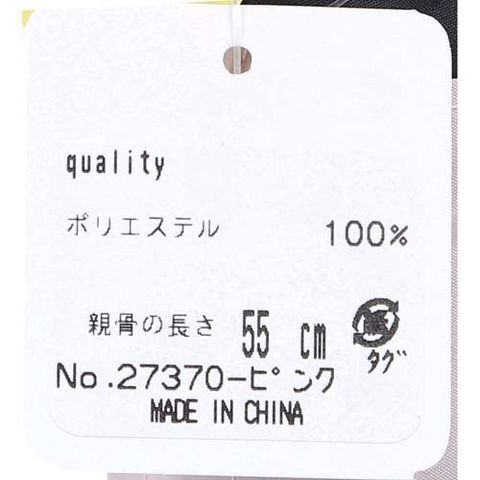 quality
ポリエステル 100%
親骨の長さ 55 cm
紙
タグ
No.27370-ピンク
MADE IN CHINA